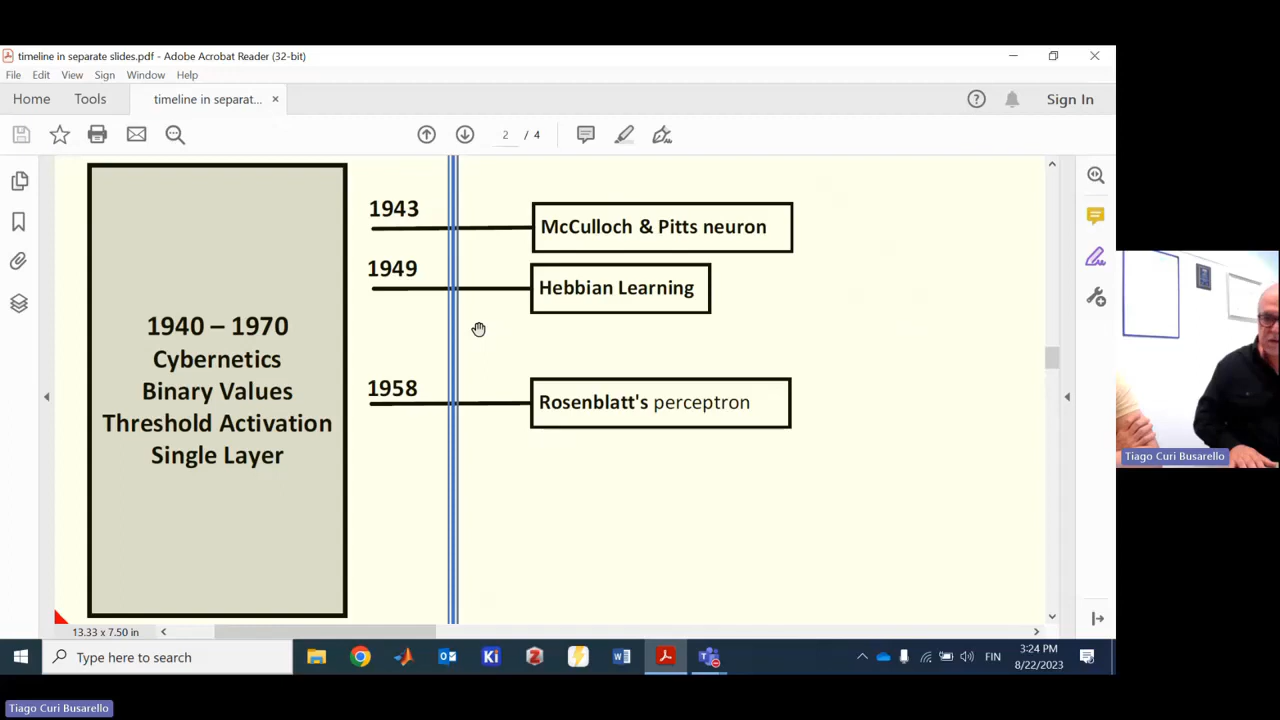 timeline in separate slides.pdf - Adobe Acrobat Reader (32-bit)
File Edit View Sign Window Help
Home Tools timeline in separat... × Sign In
2 / 4
1943
McCulloch & Pitts neuron
1949
Hebbian Learning
1940 – 1970
Cybernetics
Binary Values
Threshold Activation
Single Layer
1958
Rosenblatt's perceptron
Tiago Curi Busarello
13.33 x 7.50 in
Type here to search
Ki
FIN
3:24 PM
8/22/2023
Tiago Curi Busarello